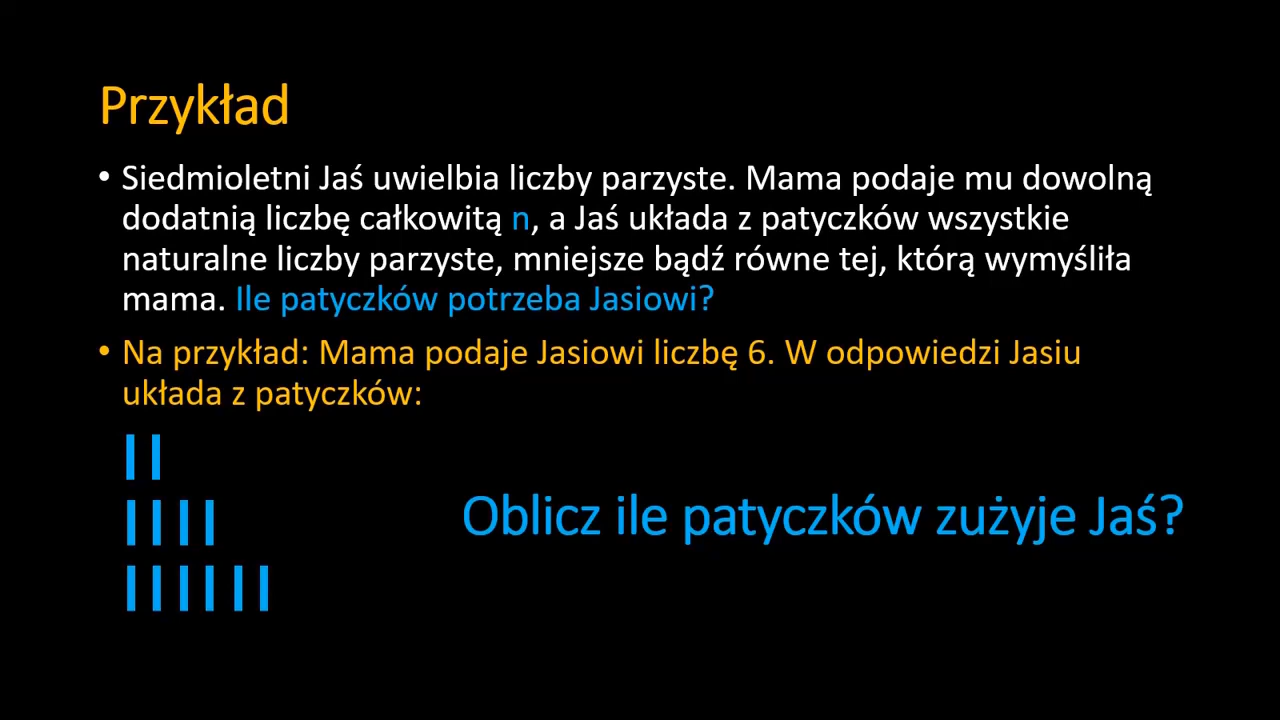 Przykład
• Siedmioletni Jaś uwielbia liczby parzyste. Mama podaje mu dowolną
dodatnią liczbę całkowitą n, a Jaś układa z patyczków wszystkie
naturalne liczby parzyste, mniejsze bądź równe tej, którą wymyśliła
mama. Ile patyczków potrzeba Jasiowi?
• Na przykład: Mama podaje Jasiowi liczbę 6. W odpowiedzi Jasiu
układa z patyczków:
Oblicz ile patyczków zużyje Jaś?